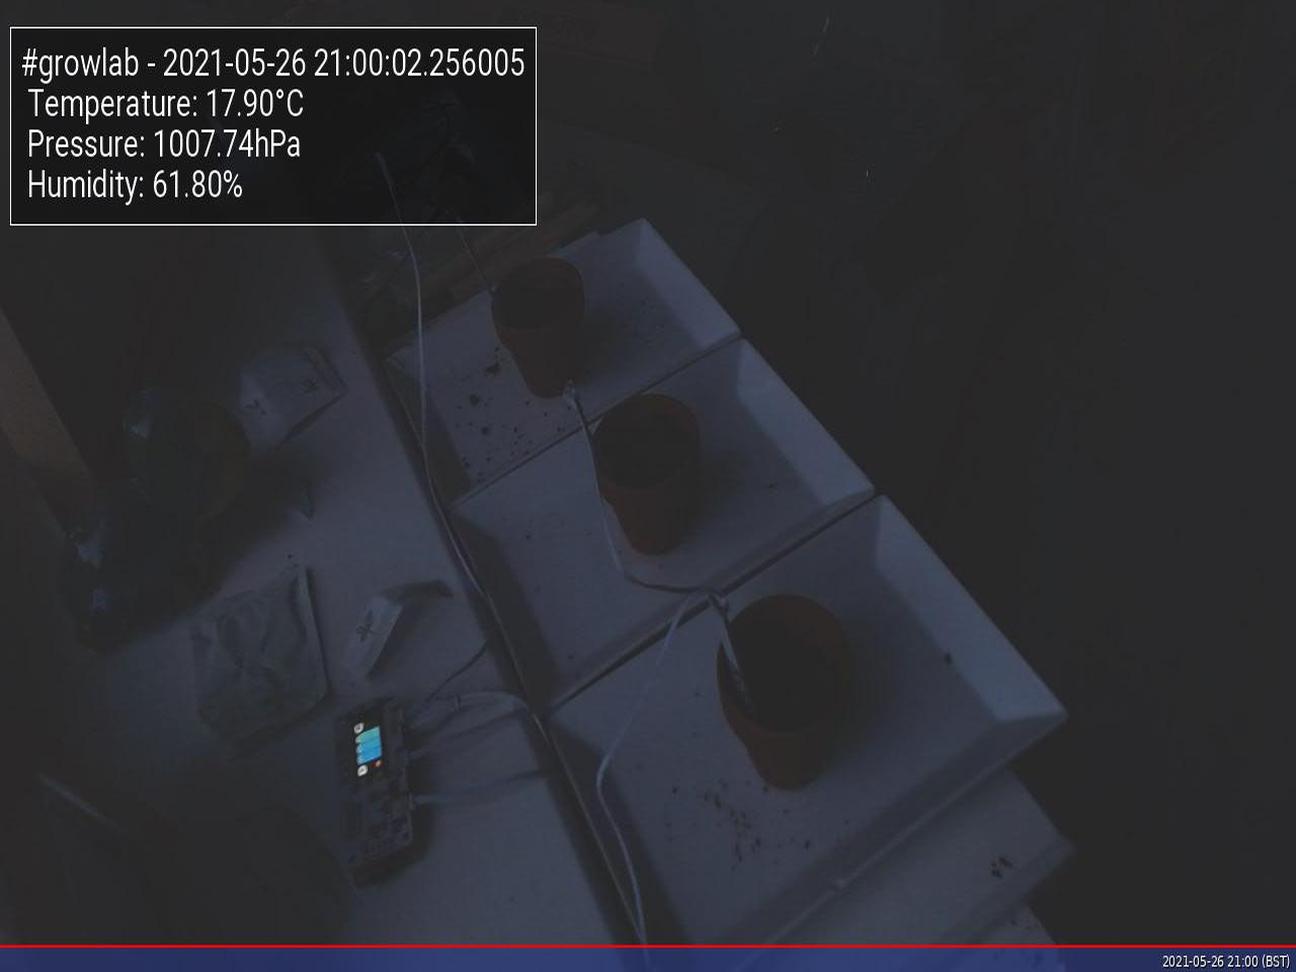 #growlab - 2021-05-26 21:00:02.256005
Temperature: 17.90°C
Pressure: 1007.74hPa
Humidity: 61.80%
2021-05-26 21:00 (BST)